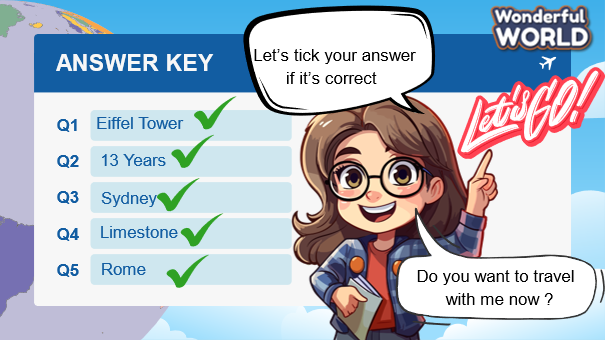 Wonderful
WORLD
ANSWER KEY
Let's tick your answer
if it's correct
Let's GO!
Q1 Eiffel Tower
Q2 13 Years
Q3 Sydney
Q4 Limestone
Q5 Rome
Do you want to travel
with me now ?